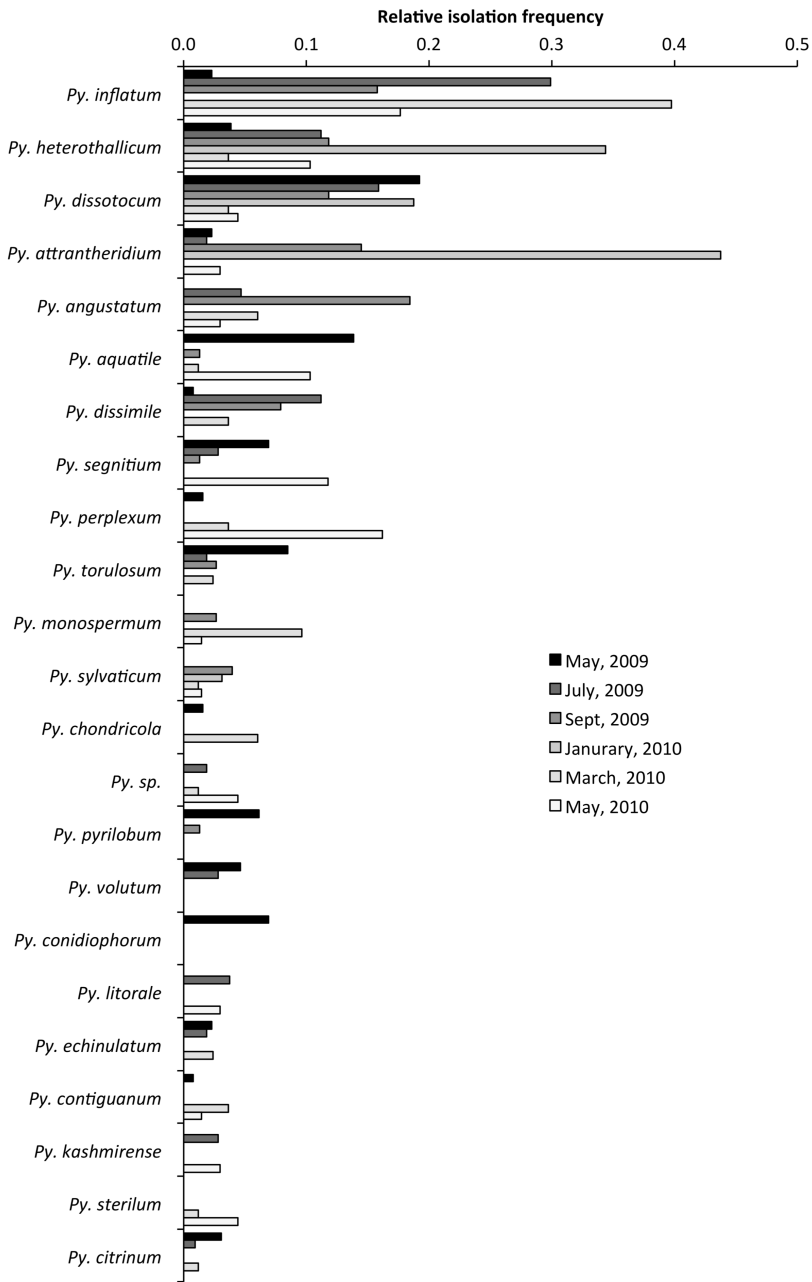 Relative isolation frequency
0.0 0.1 0.2 0.3 0.4 0.5
Py. inflatum
Py. heterothallicum
Py. dissotocum
Py. attrantheridium
Py. angustatum
Py. aquatile
Py. dissimile
Py. segnitium
Py. perplexum
Py. torulosum
Py. monospermum
Py. sylvaticum
Py. chondricola
Py. sp.
Py. pyrilobum
Py. volutum
Py. conidiophorum
Py. litorale
Py. echinulatum
Py. contiguanum
Py. kashmirense
Py. sterilum
Py. citrinum
May, 2009
July, 2009
Sept, 2009
Janurary, 2010
March, 2010
May, 2010